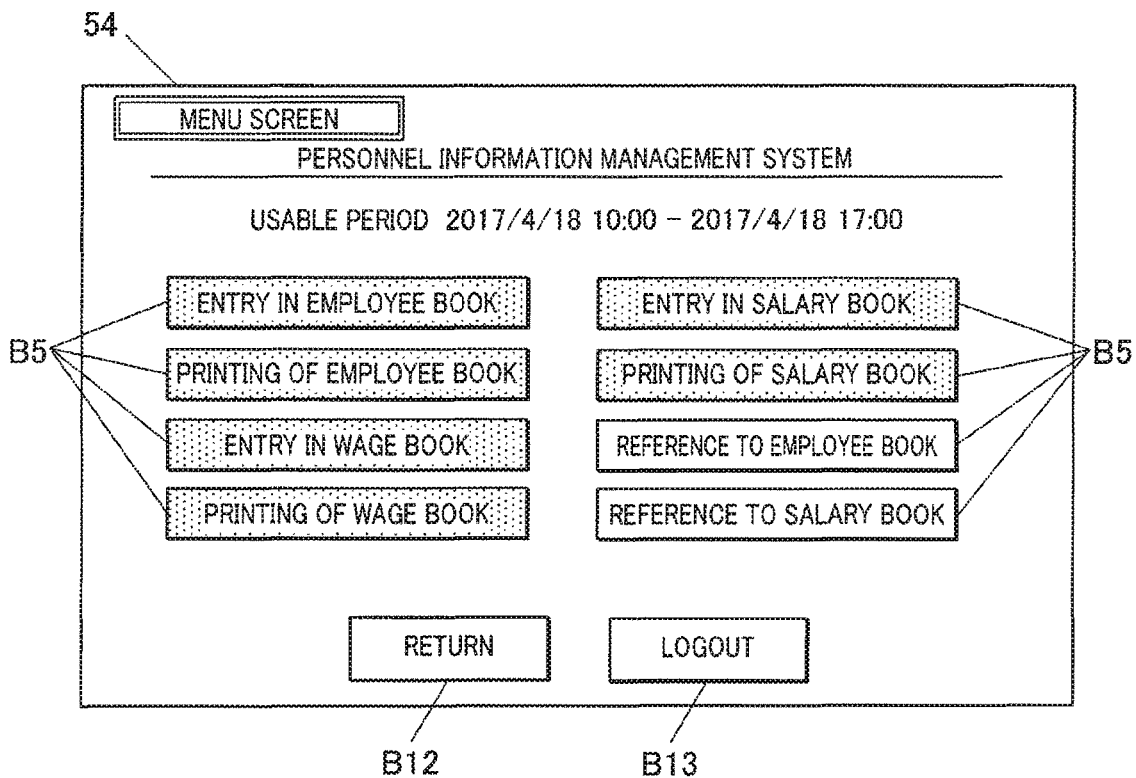 54
MENU SCREEN
PERSONNEL INFORMATION MANAGEMENT SYSTEM
USABLE PERIOD 2017/4/18 10:00 - 2017/4/18 17:00
ENTRY IN EMPLOYEE BOOK
ENTRY IN SALARY BOOK
B5
PRINTING OF EMPLOYEE BOOK
PRINTING OF SALARY BOOK
B5
ENTRY IN WAGE BOOK
REFERENCE TO EMPLOYEE BOOK
PRINTING OF WAGE BOOK
REFERENCE TO SALARY BOOK
RETURN
LOGOUT
B12
B13